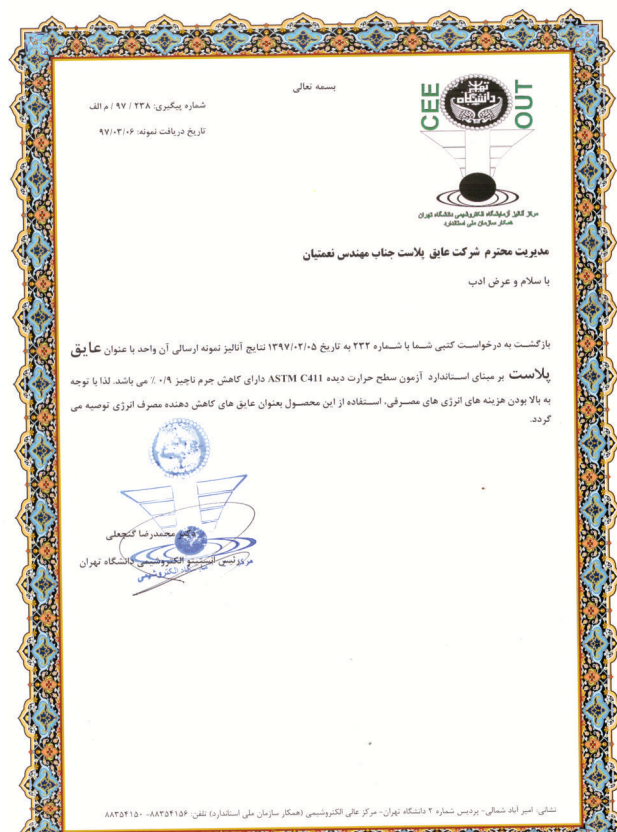 بسمه تعالی
شماره پیگیری: ۲۳۸ / ۹۷ / م الف
تاریخ دریافت نمونه: ۹۷/۰۳/۰۶
CEE
OUT
دانشگاه
تهران
مرکز آنالیز آزمایشگاه الکتروشیمی دانشگاه تهران
همکار سازمان ملی استاندارد
مدیریت محترم شرکت عایق پلاست جناب مهندس نعمتیان
با سلام و عرض ادب
بازگشت به درخواست کتبی شما با شماره ۲۳۲ به تاریخ ۱۳۹۷/۰۲/۰۵ نتایج آنالیز نمونه ارسالی آن واحد با عنوان عایق
پلاست بر مبنای استاندارد آزمون سطح حرارت دیده ASTM C411 دارای کاهش جرم ناچیز ۰/۹ ٪ می باشد. لذا با توجه
به بالا بودن هزینه های انرژی های مصرفی، استفاده از این محصول بعنوان عایق های کاهش دهنده مصرف انرژی توصیه می
گردد.
دکتر محمدرضا گنجعلی
رئیس انستیتو الکتروشیمی دانشگاه تهران
نشانی: امیر آباد شمالی- پردیس شماره ۲ دانشگاه تهران- مرکز عالی الکتروشیمی (همکار سازمان ملی استاندارد) تلفن: ۸۸۳۵۴۱۵۶- ۸۸۳۵۴۱۵۰